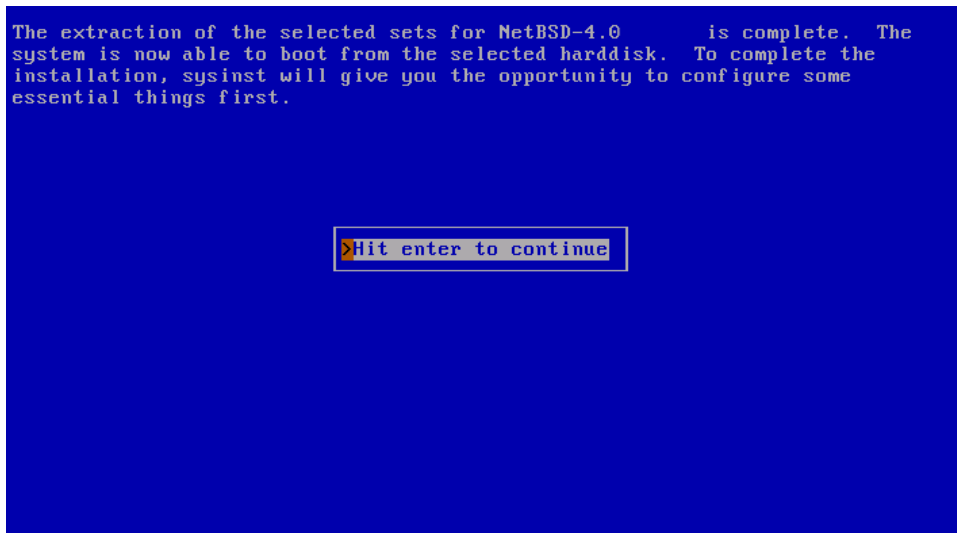 The extraction of the selected sets for NetBSD-4.0       is complete.  The
system is now able to boot from the selected harddisk.  To complete the
installation, sysinst will give you the opportunity to configure some
essential things first.
>Hit enter to continue